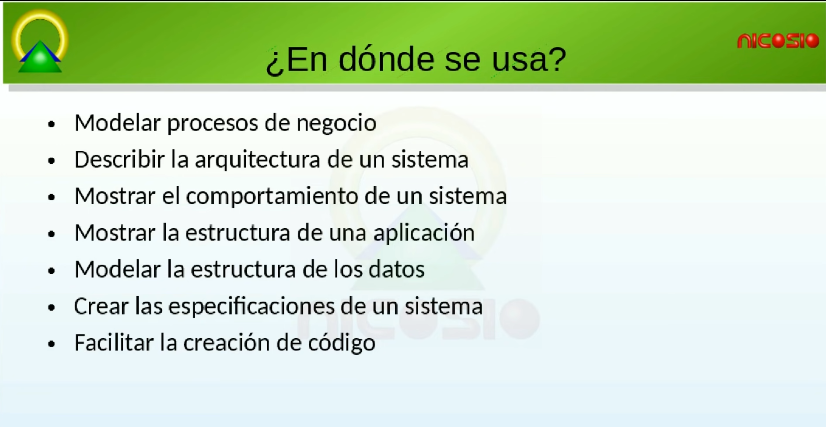 ¿En dónde se usa?
NICOSIO
• Modelar procesos de negocio
• Describir la arquitectura de un sistema
• Mostrar el comportamiento de un sistema
• Mostrar la estructura de una aplicación
• Modelar la estructura de los datos
• Crear las especificaciones de un sistema
• Facilitar la creación de código
NICOSIO